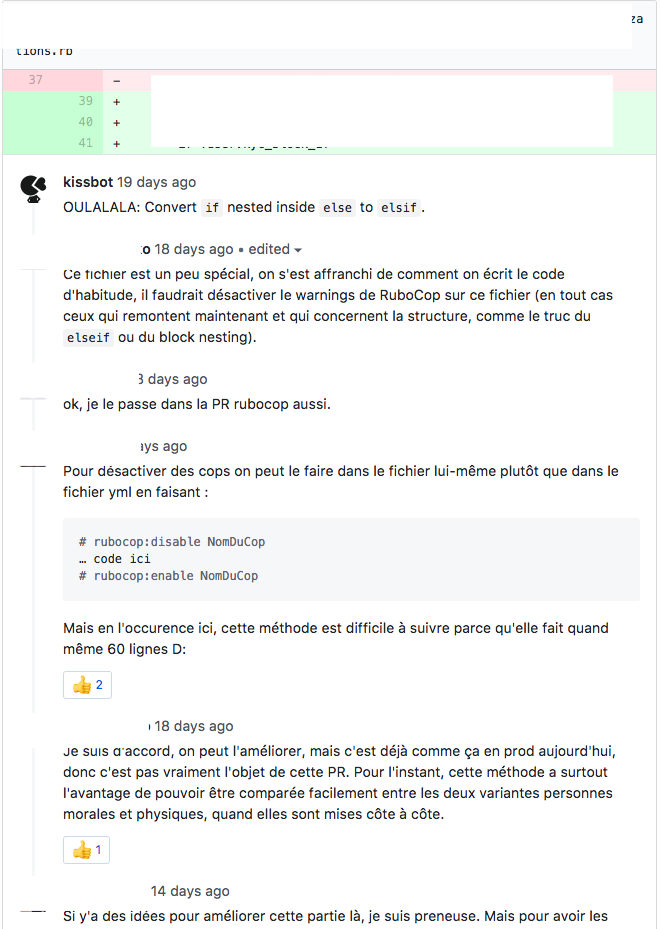 za
tions.rb
37 -
39 +
40 +
41 +
kissbot 19 days ago
OULALALA: Convert if nested inside else to elsif.
18 days ago • edited
Ce fichier est un peu spécial, on s'est affranchi de comment on écrit le code
d'habitude, il faudrait désactiver le warnings de RuboCop sur ce fichier (en tout cas
ceux qui remontent maintenant et qui concernent la structure, comme le truc du
elseif ou du block nesting).
days ago
ok, je le passe dans la PR rubocop aussi.
ago
Pour désactiver des cops on peut le faire dans le fichier lui-même plutôt que dans le
fichier yml en faisant :
# rubocop:disable NomDuCop
… code ici
# rubocop:enable NomDuCop
Mais en l'occurence ici, cette méthode est difficile à suivre parce qu'elle fait quand
même 60 lignes D:
👍 2
18 days ago
Je suis d'accord, on peut l'améliorer, mais c'est déjà comme ça en prod aujourd'hui,
donc c'est pas vraiment l'objet de cette PR. Pour l'instant, cette méthode a surtout
l'avantage de pouvoir être comparée facilement entre les deux variantes personnes
morales et physiques, quand elles sont mises côte à côte.
👍 1
14 days ago
Si y'a des idées pour améliorer cette partie là, je suis preneuse. Mais pour avoir les